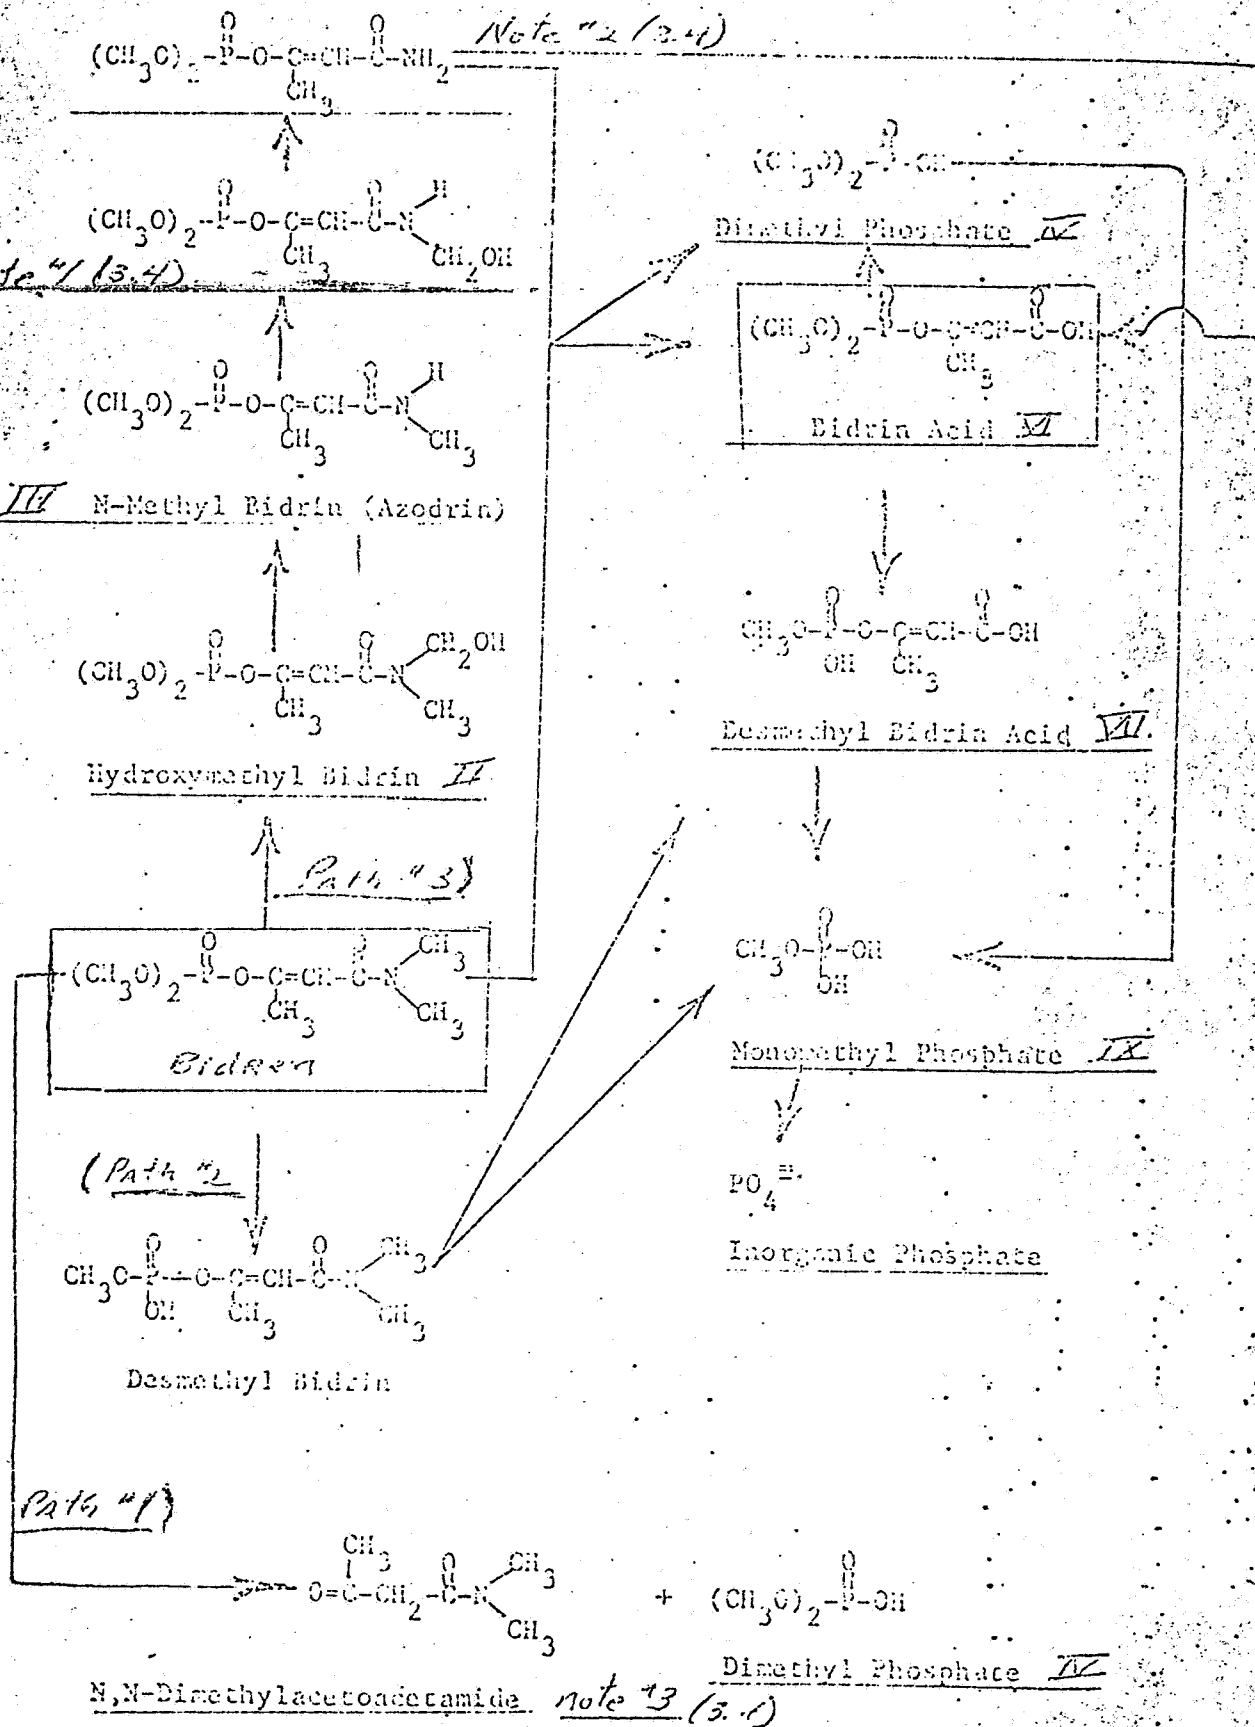 Note #2 (3.4)
(CH3O)2-P-O-C=CH-C-NH2
O
O
CH3
(CH3O)2-P-O-C=CH-C-N
O
O
H
CH3
CH2OH
(3.4)
(CH3O)2-P-O-C=CH-C-N
O
O
H
CH3
CH3
III N-Methyl Bidrin (Azodrin)
(CH3O)2-P-O-C=CH-C-N
O
O
CH2OH
CH3
CH3
Hydroxymethyl Bidrin II
Path #3)
(CH3O)2-P-O-C=CH-C-N
O
O
CH3
CH3
CH3
Bidren
(Path #2
CH3O-P-O-C=CH-C-N
O
O
CH3
OH
CH3
CH3
Desmethyl Bidrin
Path #1)
O=C-CH2-C-N
CH3
O
CH3
CH3
+
(CH3O)2-P-OH
O
N,N-Dimethylacetoacetamide note #3
Dimethyl Phosphate IV
(CH3O)2-P-OH
O
Dimethyl Phosphate IV
(CH3O)2-P-O-C=CH-C-OH
O
O
CH3
Bidrin Acid VI
CH3O-P-O-C=CH-C-OH
O
O
OH
CH3
Desmethyl Bidrin Acid VII
CH3O-P-OH
O
OH
Monomethyl Phosphate IX
PO4≡
Inorganic Phosphate